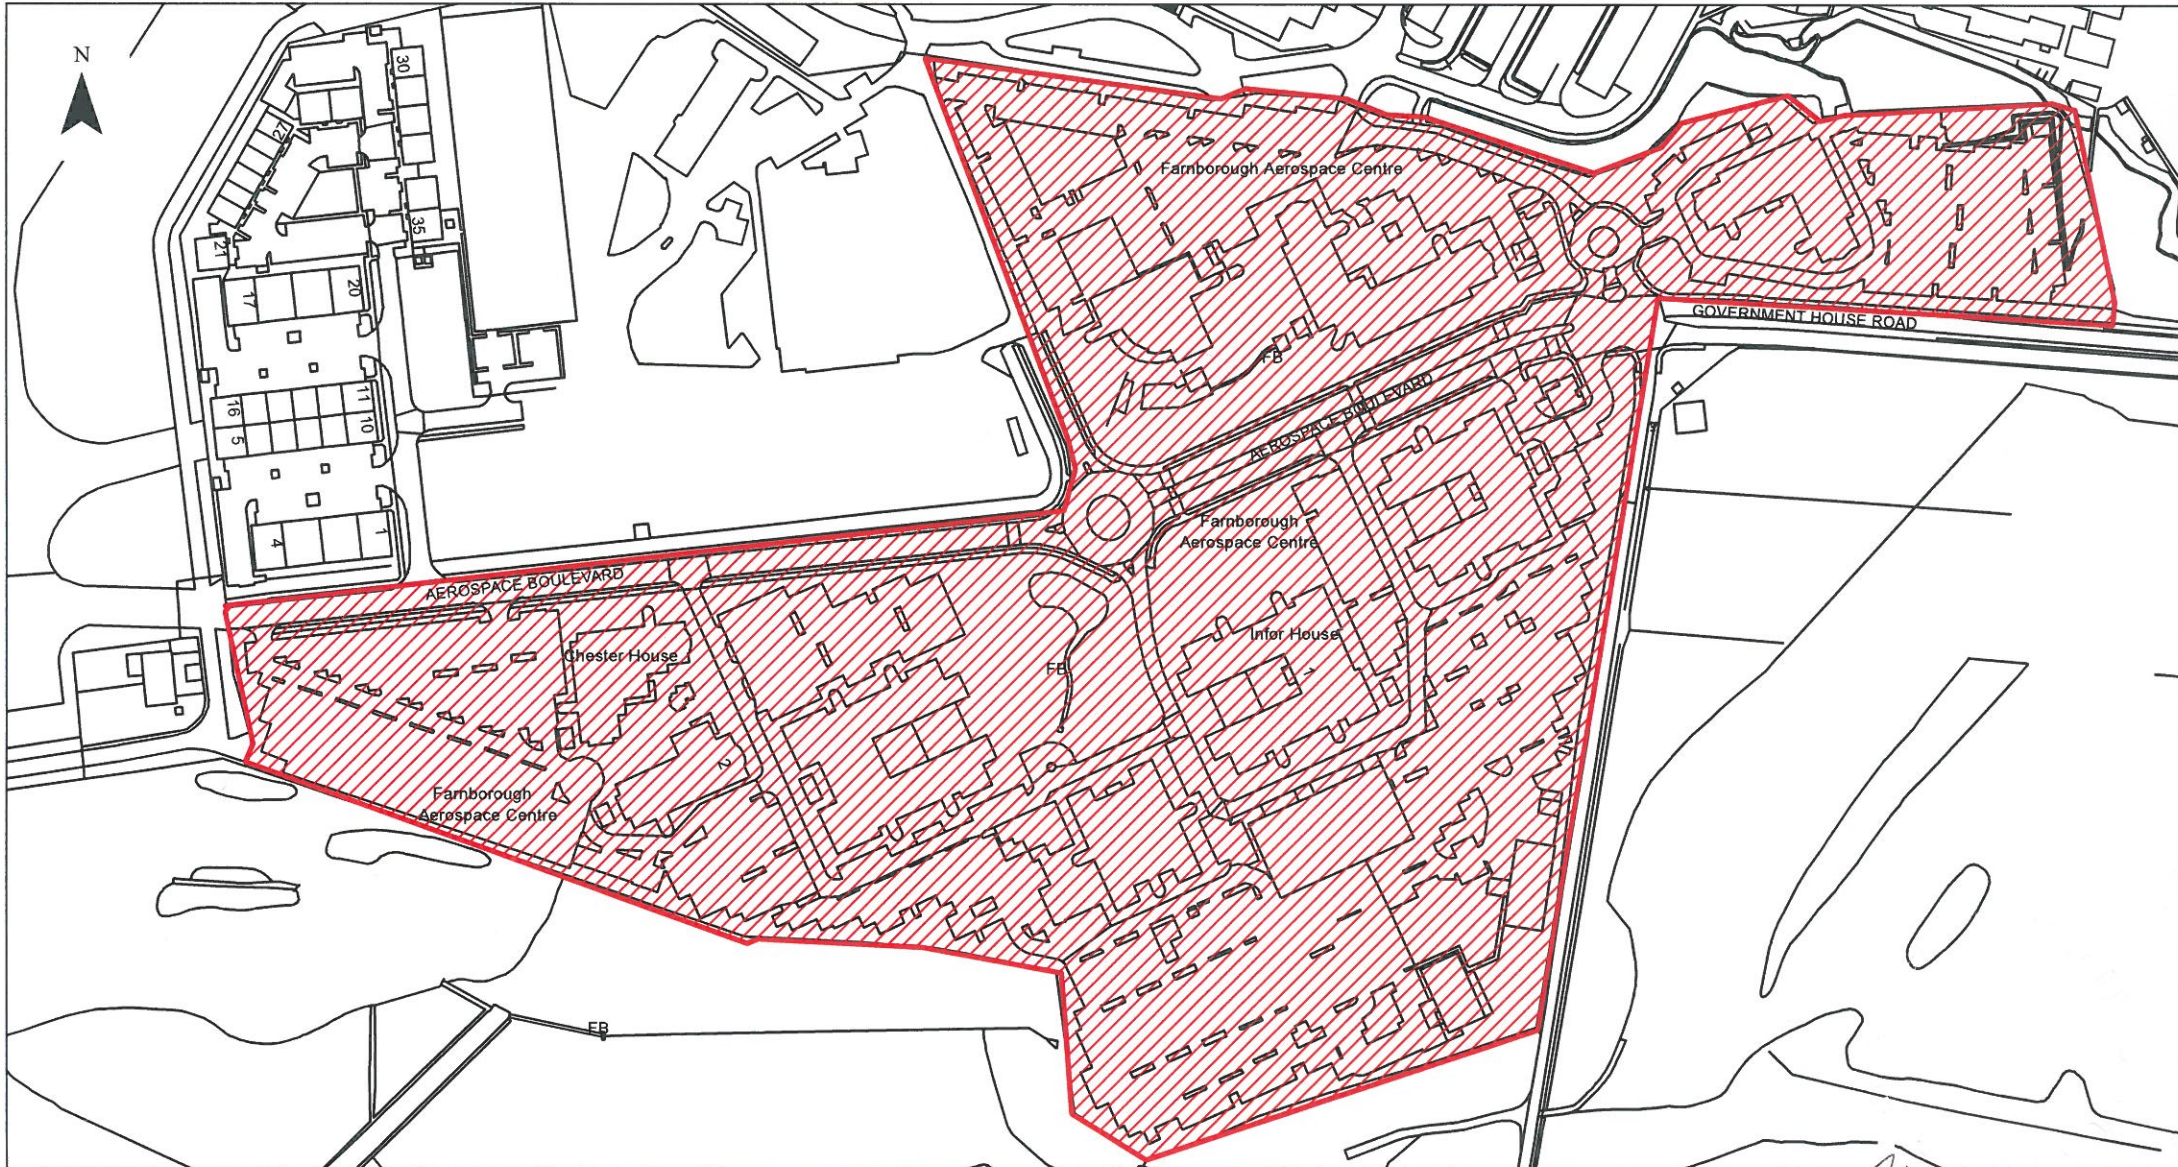 N
30
27
35
21
20
17
11
16
10
5
1
4
Farnborough Aerospace Centre
GOVERNMENT HOUSE ROAD
FB
AEROSPACE BOULEVARD
Farnborough
Aerospace Centre
AEROSPACE BOULEVARD
Infor House
1
Chester House
FB
2
Farnborough
Aerospace Centre
FB